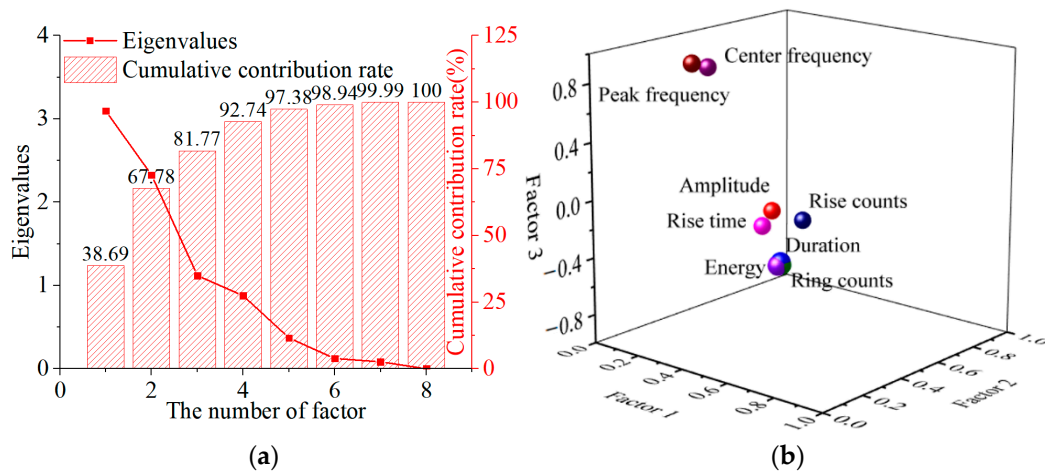 Eigenvalues
Cumulative contribution rate
4
3
2
1
0
Eigenvalues
38.69
67.78
81.77
92.74
97.38
98.94
99.99
100
125
100
75
50
25
0
Cumulative contribution rate(%)
0
2
4
6
8
The number of factor
(a)
Center frequency
Peak frequency
Amplitude
Rise time
Rise counts
Duration
Energy
Ring counts
0.8
0.4
0.0
−0.4
−0.8
Factor 3
0.0
0.2
0.4
0.6
0.8
1.0
Factor 1
0.0
0.2
0.4
0.6
0.8
1.0
Factor 2
(b)